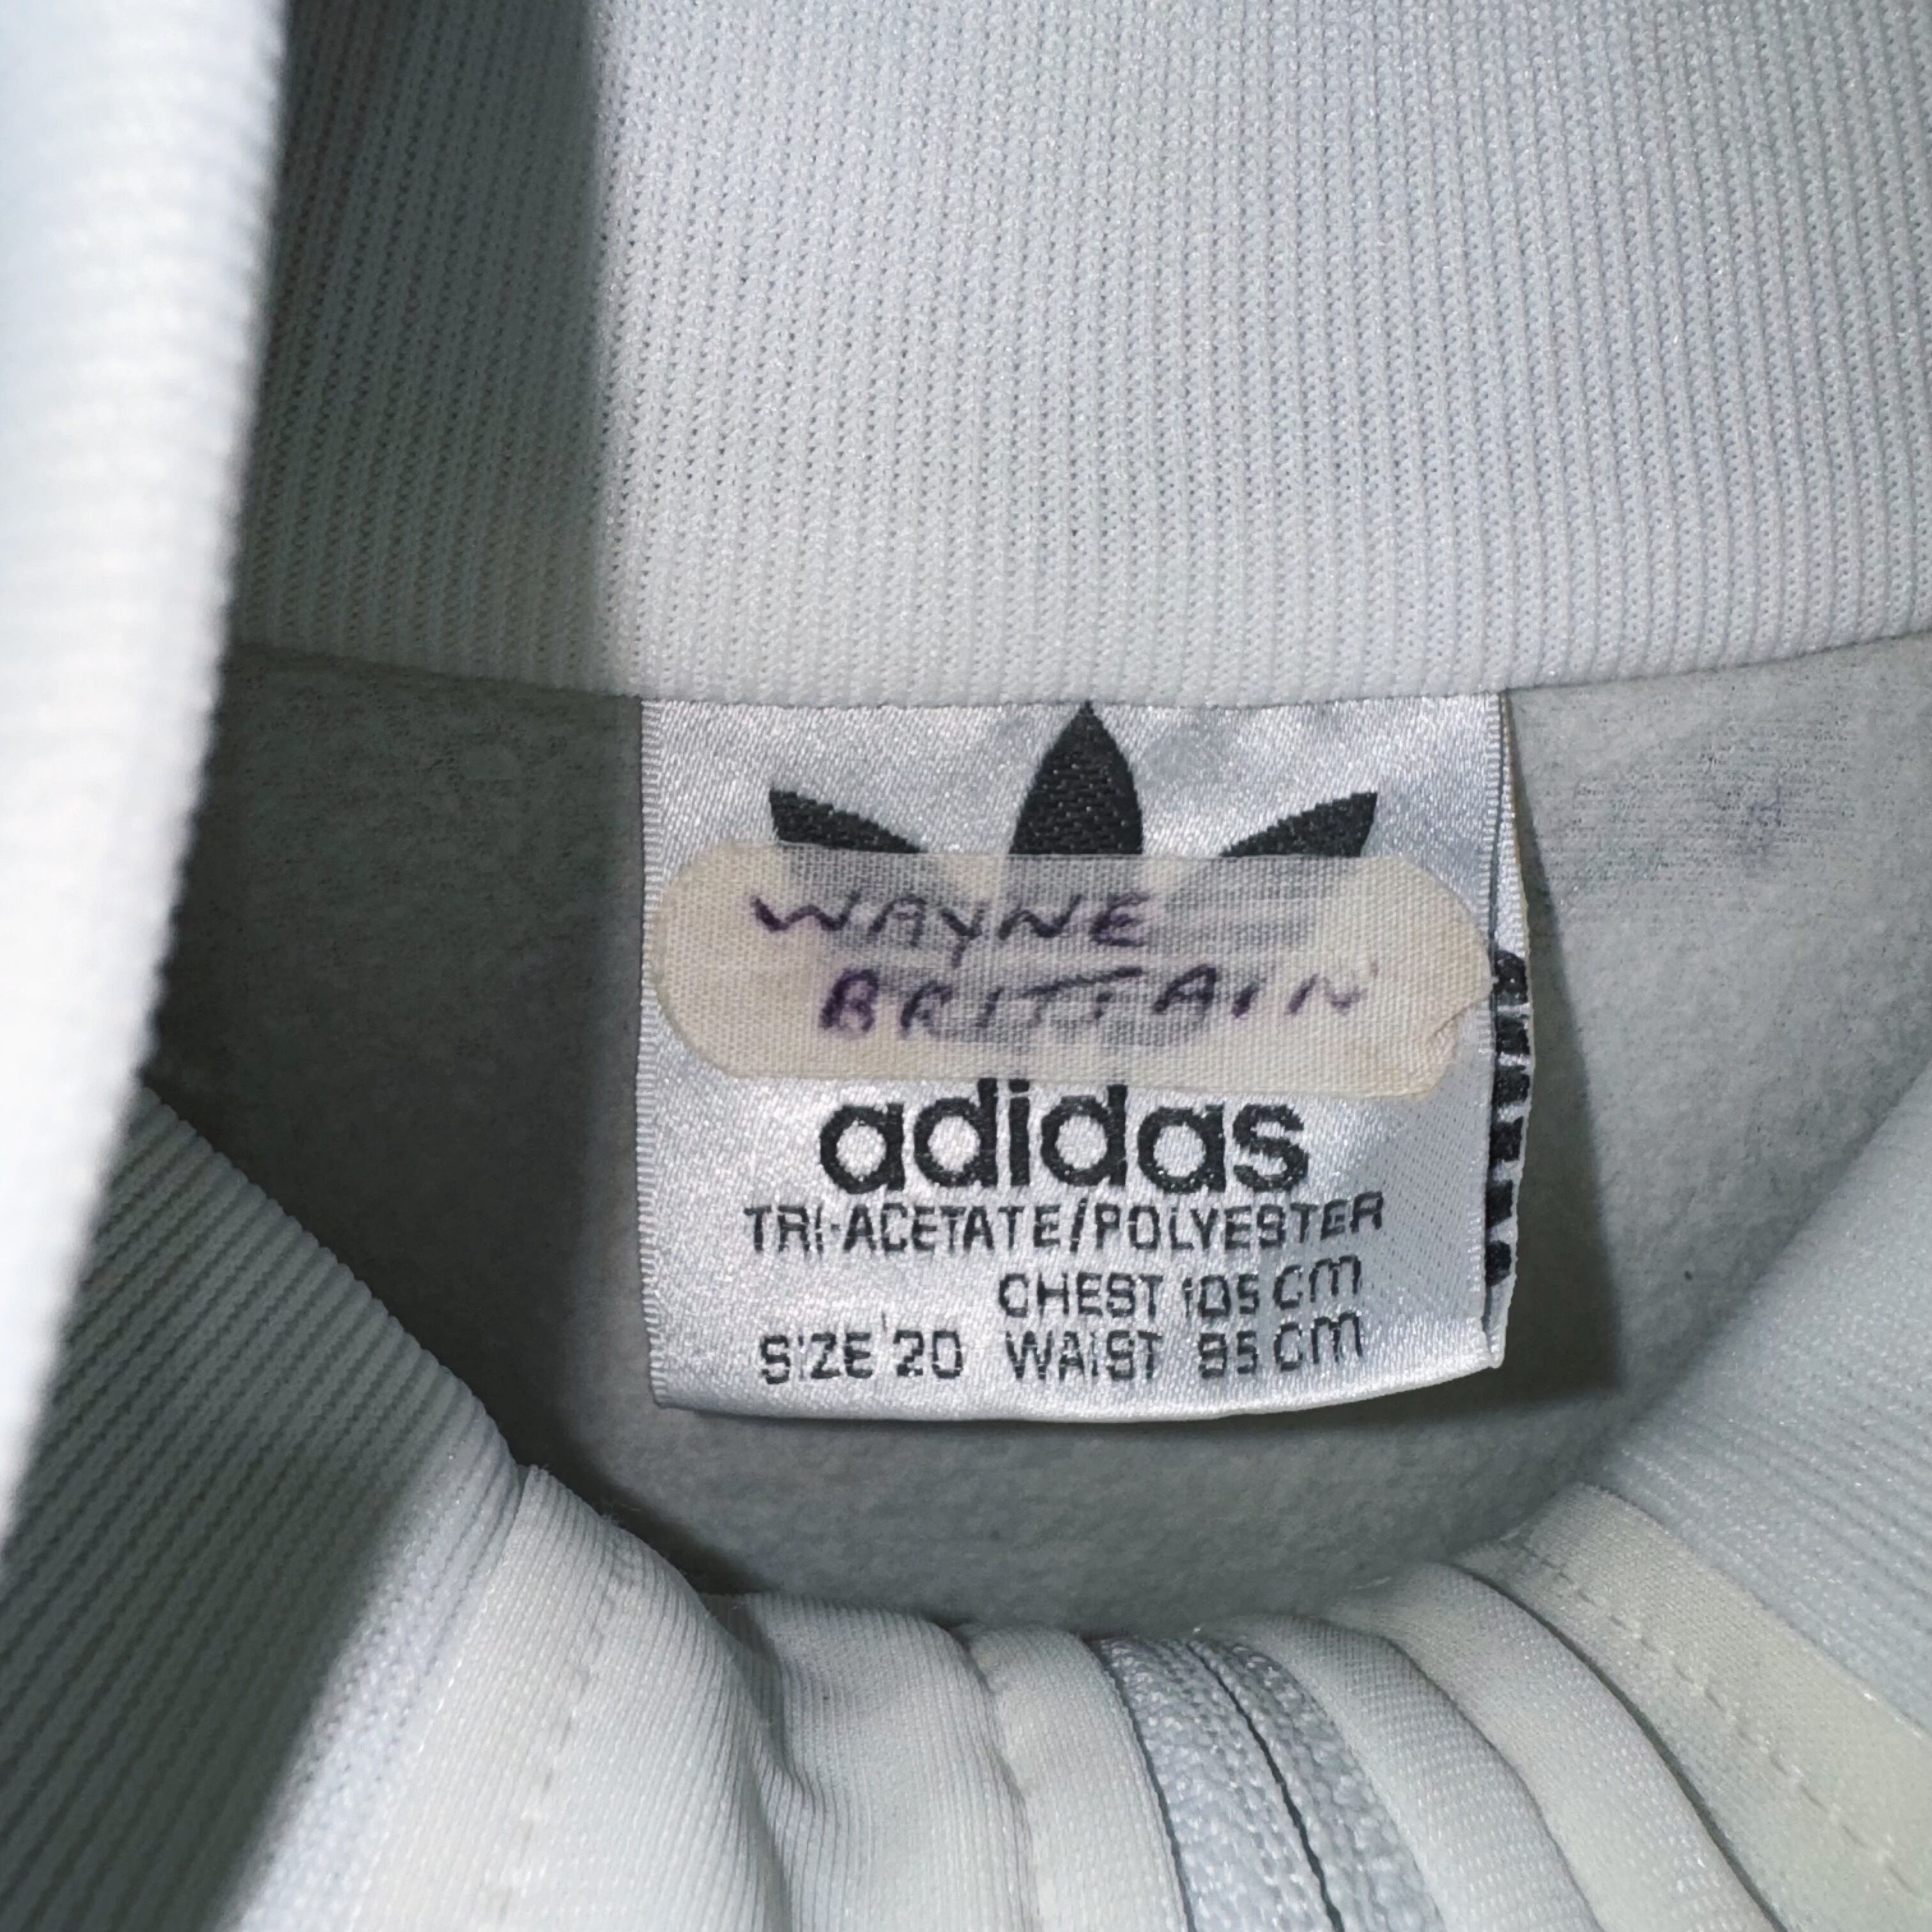 WAYNE
BRITTAIN
adidas
TRI-ACETATE/POLYESTER
CHEST 105 cm
SIZE 20 WAIST 95 cm